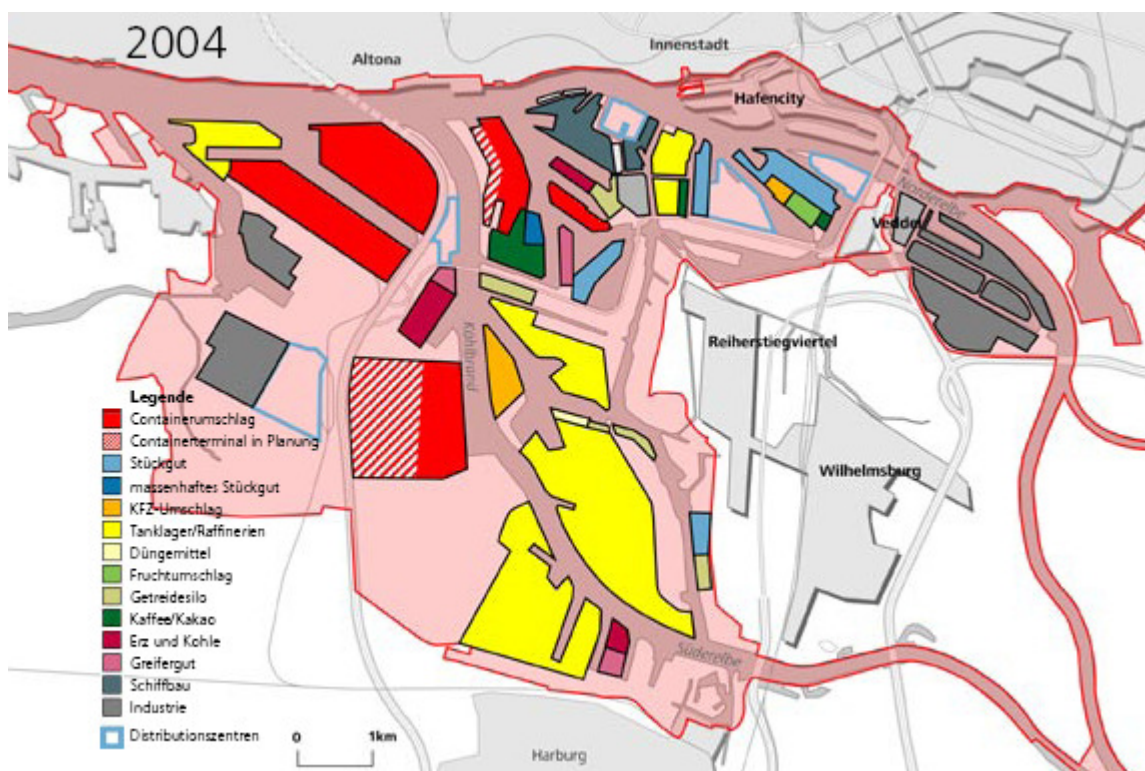 2004
Altona
Innenstadt
Hafencity
Norderelbe
Veddel
Reiherstiegviertel
Köhlbrand
Wilhelmsburg
Süderelbe
Harburg
Legende
Containerumschlag
Containerterminal in Planung
Stückgut
massenhaftes Stückgut
KFZ-Umschlag
Tanklager/Raffinerien
Düngemittel
Fruchtumschlag
Getreidesilo
Kaffee/Kakao
Erz und Kohle
Greifergut
Schiffbau
Industrie
Distributionszentren
0 1km